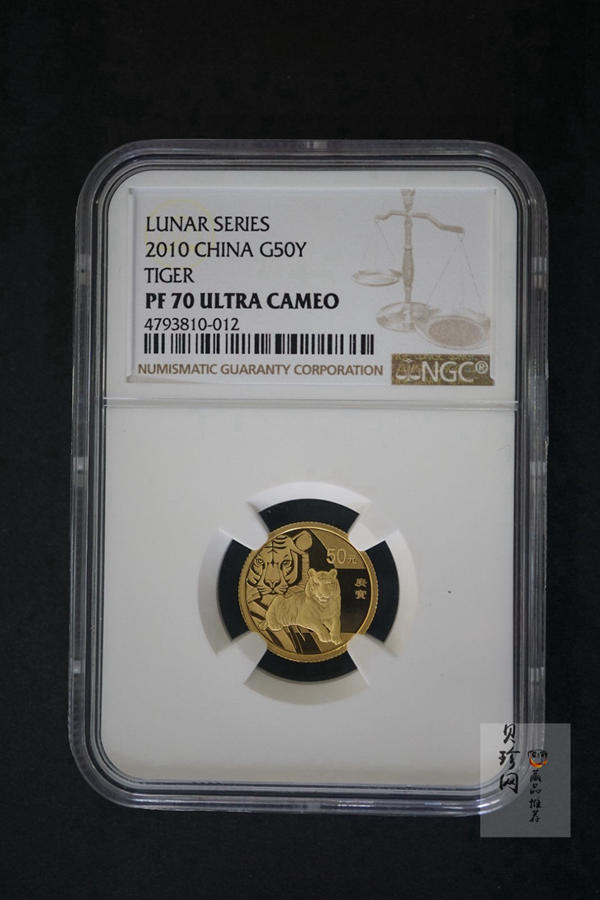 LUNAR SERIES
2010 CHINA G50Y
TIGER
PF 70 ULTRA CAMEO
4793810-012
NUMISMATIC GUARANTY CORPORATION
NGC®
50元
庚寅
贝珍网
藏品推荐